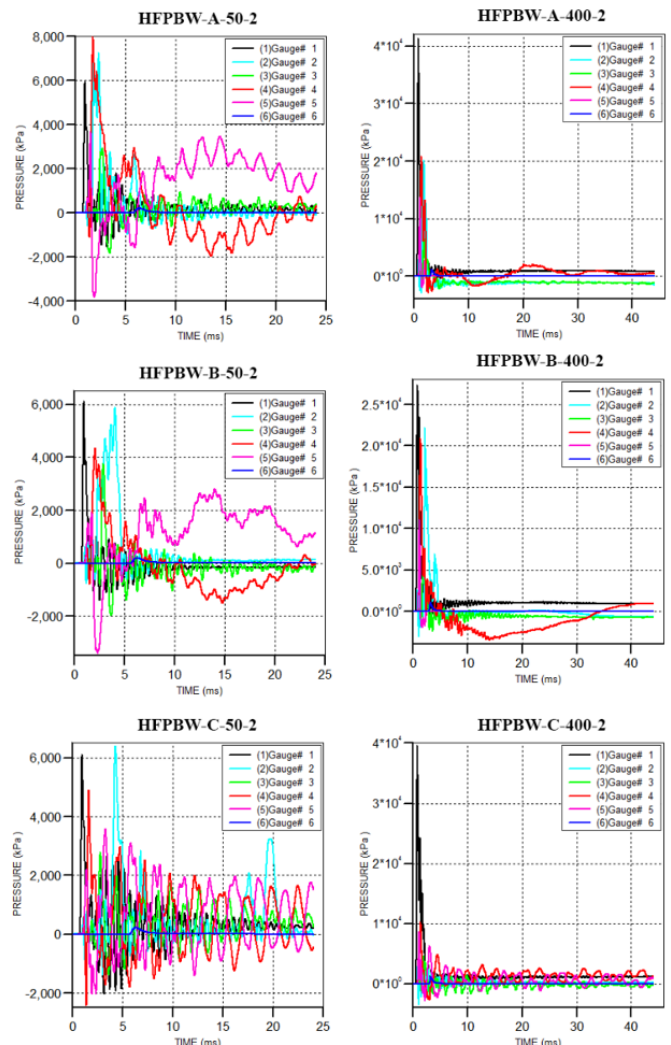 HFPBW-A-50-2
8,000
6,000
4,000
2,000
0
-2,000
-4,000
PRESSURE (kPa )
0
5
10
15
20
25
TIME (ms)
(1)Gauge# 1
(2)Gauge# 2
(3)Gauge# 3
(4)Gauge# 4
(5)Gauge# 5
(6)Gauge# 6
HFPBW-A-400-2
4*10⁴
3*10⁴
2*10⁴
1*10⁴
0*10⁰
PRESSURE (kPa )
0
10
20
30
40
TIME (ms)
(1)Gauge# 1
(2)Gauge# 2
(3)Gauge# 3
(4)Gauge# 4
(5)Gauge# 5
(6)Gauge# 6
HFPBW-B-50-2
6,000
4,000
2,000
0
-2,000
PRESSURE (kPa )
0
5
10
15
20
25
TIME (ms)
(1)Gauge# 1
(2)Gauge# 2
(3)Gauge# 3
(4)Gauge# 4
(5)Gauge# 5
(6)Gauge# 6
HFPBW-B-400-2
2.5*10⁴
2.0*10⁴
1.5*10⁴
1.0*10⁴
5.0*10³
0.0*10⁰
PRESSURE (kPa )
0
10
20
30
40
TIME (ms)
(1)Gauge# 1
(2)Gauge# 2
(3)Gauge# 3
(4)Gauge# 4
(5)Gauge# 5
(6)Gauge# 6
HFPBW-C-50-2
6,000
4,000
2,000
0
-2,000
PRESSURE (kPa )
0
5
10
15
20
25
TIME (ms)
(1)Gauge# 1
(2)Gauge# 2
(3)Gauge# 3
(4)Gauge# 4
(5)Gauge# 5
(6)Gauge# 6
HFPBW-C-400-2
4*10⁴
3*10⁴
2*10⁴
1*10⁴
0*10⁰
PRESSURE (kPa )
0
10
20
30
40
TIME (ms)
(1)Gauge# 1
(2)Gauge# 2
(3)Gauge# 3
(4)Gauge# 4
(5)Gauge# 5
(6)Gauge# 6